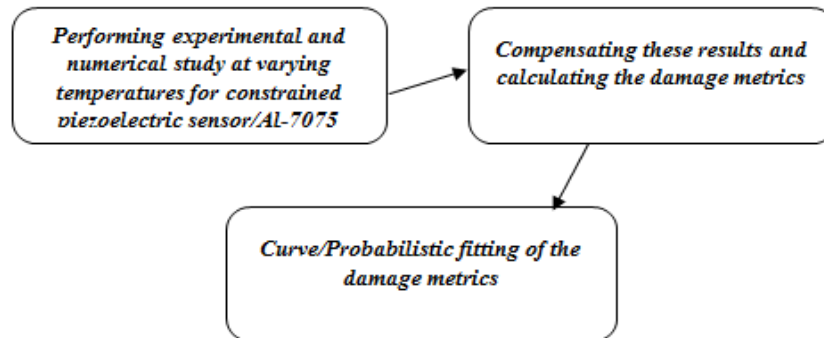 Performing experimental and
numerical study at varying
temperatures for constrained
piezoelectric sensor/Al-7075
Compensating these results and
calculating the damage metrics
Curve/Probabilistic fitting of the
damage metrics